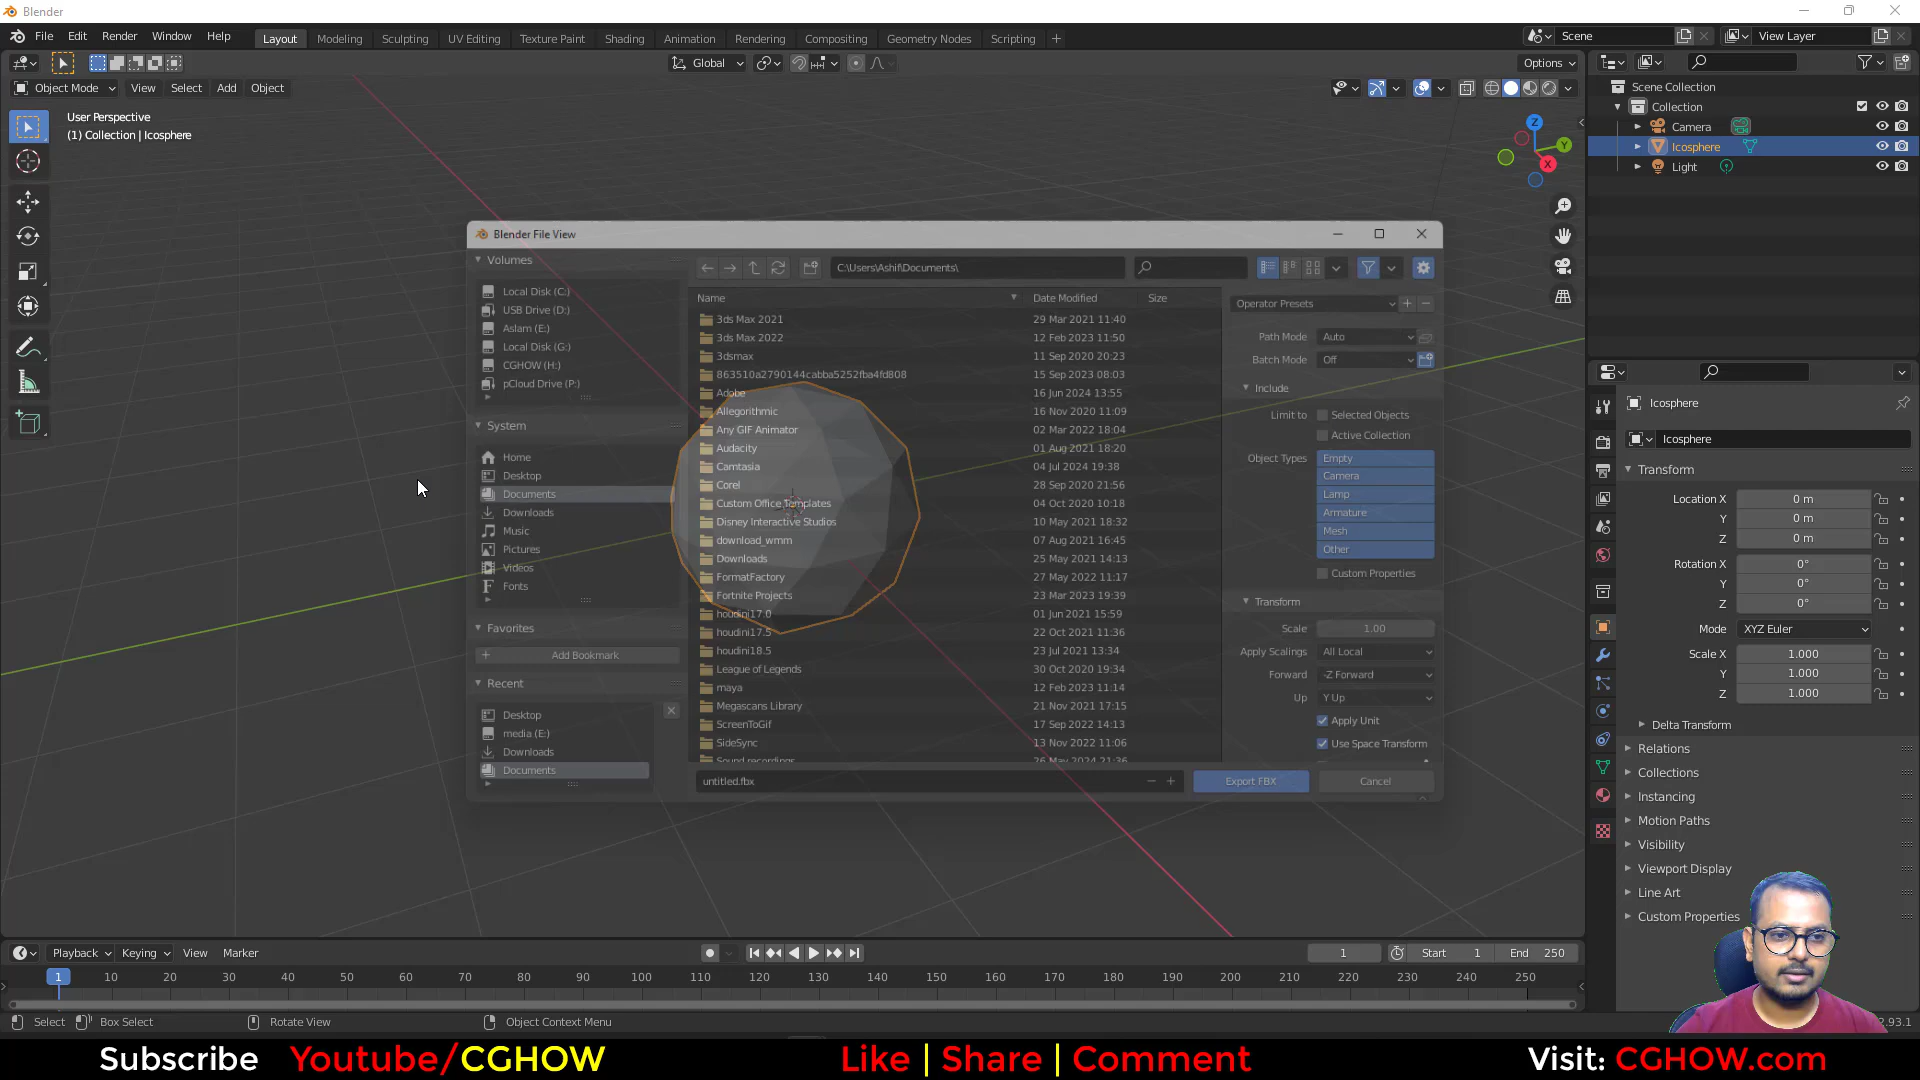 Blender
File Edit Render Window Help
Layout Modeling Sculpting UV Editing Texture Paint Shading Animation Rendering Compositing Geometry Nodes Scripting
Scene View Layer
Global Options
Object Mode View Select Add Object
User Perspective
(1) Collection | Icosphere
Z
Y
X
Scene Collection
Collection
Camera
Icosphere
Light
Blender File View
Volumes
Local Disk (C:)
USB Drive (D:)
Aslam (E:)
Local Disk (G:)
CGHOW (H:)
pCloud Drive (P:)
System
Home
Desktop
Documents
Downloads
Music
Pictures
Videos
Fonts
Favorites
Add Bookmark
Recent
Desktop
media (E:)
Downloads
Documents
C:\Users\Ashif\Documents\
Name Date Modified Size
3ds Max 2021 29 Mar 2021 11:40
3ds Max 2022 12 Feb 2023 11:50
3dsmax 11 Sep 2020 20:23
863510a2790144cabba5252fba4fd808 15 Sep 2023 08:03
Adobe 16 Jun 2024 13:55
Allegorithmic 16 Nov 2020 11:09
Any GIF Animator 02 Mar 2022 18:04
Audacity 01 Aug 2021 18:20
Camtasia 04 Jul 2024 19:38
Corel 28 Sep 2020 21:56
Custom Office Templates 04 Oct 2020 10:18
Disney Interactive Studios 10 May 2021 18:32
download_wmm 07 Aug 2021 16:45
Downloads 25 May 2021 14:13
FormatFactory 27 May 2022 11:17
Fortnite Projects 23 Mar 2023 19:39
houdini17.0 01 Jun 2021 15:59
houdini17.5 22 Oct 2021 11:36
houdini18.5 23 Jul 2021 13:34
League of Legends 30 Oct 2020 19:34
maya 12 Feb 2023 11:14
Megascans Library 21 Nov 2021 17:15
ScreenToGif 17 Sep 2022 14:13
SideSync 13 Nov 2022 11:06
Sound recordings 26 May 2024 21:36
untitled.fbx Export FBX Cancel
Operator Presets
Path Mode Auto
Batch Mode Off
Include
Limit to Selected Objects
Active Collection
Object Types Empty
Camera
Lamp
Armature
Mesh
Other
Custom Properties
Transform
Scale 1.00
Apply Scalings All Local
Forward -Z Forward
Up Y Up
Apply Unit
Use Space Transform
Icosphere
Icosphere
Transform
Location X 0 m
Y 0 m
Z 0 m
Rotation X 0°
Y 0°
Z 0°
Mode XYZ Euler
Scale X 1.000
Y 1.000
Z 1.000
Delta Transform
Relations
Collections
Instancing
Motion Paths
Visibility
Viewport Display
Line Art
Custom Properties
Playback Keying View Marker 1 Start 1 End 250
1 10 20 30 40 50 60 70 80 90 100 110 120 130 140 150 160 170 180 190 200 210 220 230 240 250
Select Box Select Rotate View Object Context Menu 2.93.1
Subscribe Youtube/CGHOW Like | Share | Comment Visit: CGHOW.com